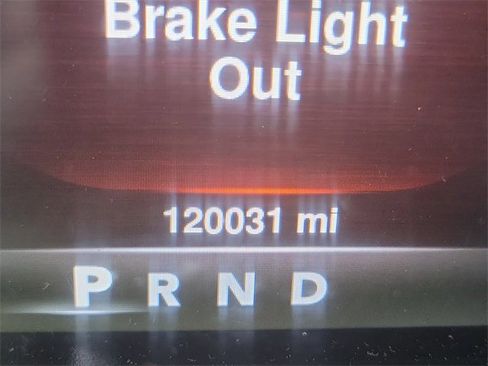 Brake Light
Out
120031 mi
P R N D